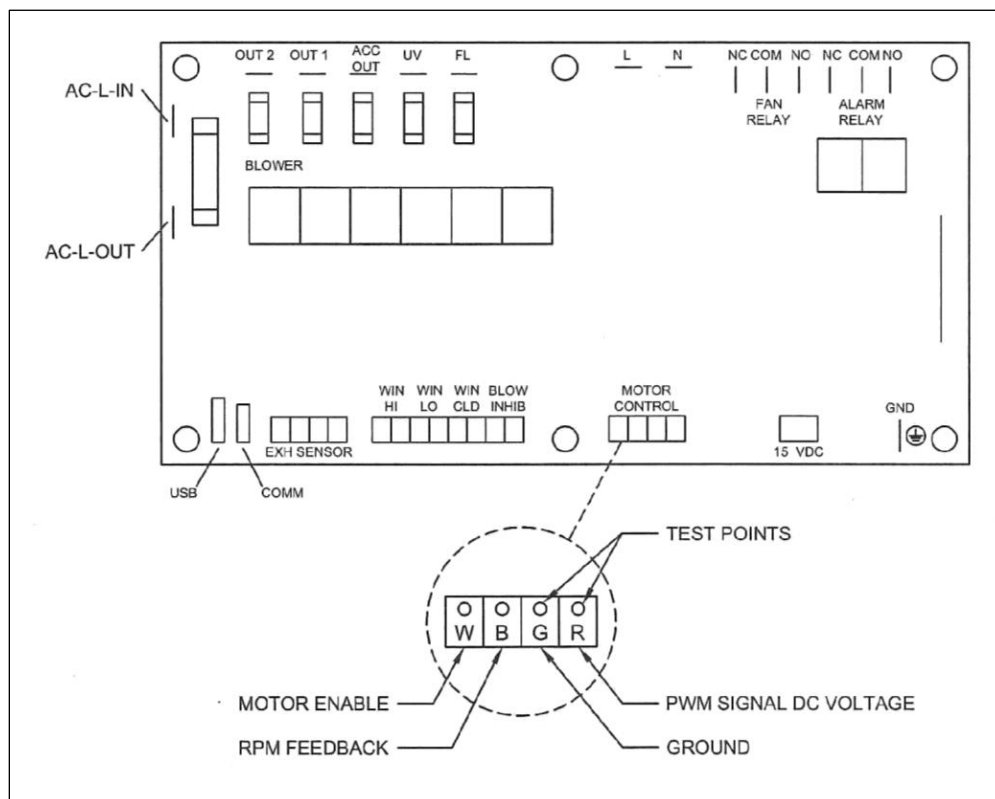 OUT 2
OUT 1
ACC
OUT
UV
FL
L
N
NC COM NO
NC COM NO
FAN
RELAY
ALARM
RELAY
AC-L-IN
BLOWER
AC-L-OUT
WIN
HI
WIN
LO
WIN
CLD
BLOW
INHIB
MOTOR
CONTROL
GND
EXH SENSOR
15 VDC
USB
COMM
TEST POINTS
W B G R
MOTOR ENABLE
PWM SIGNAL DC VOLTAGE
RPM FEEDBACK
GROUND